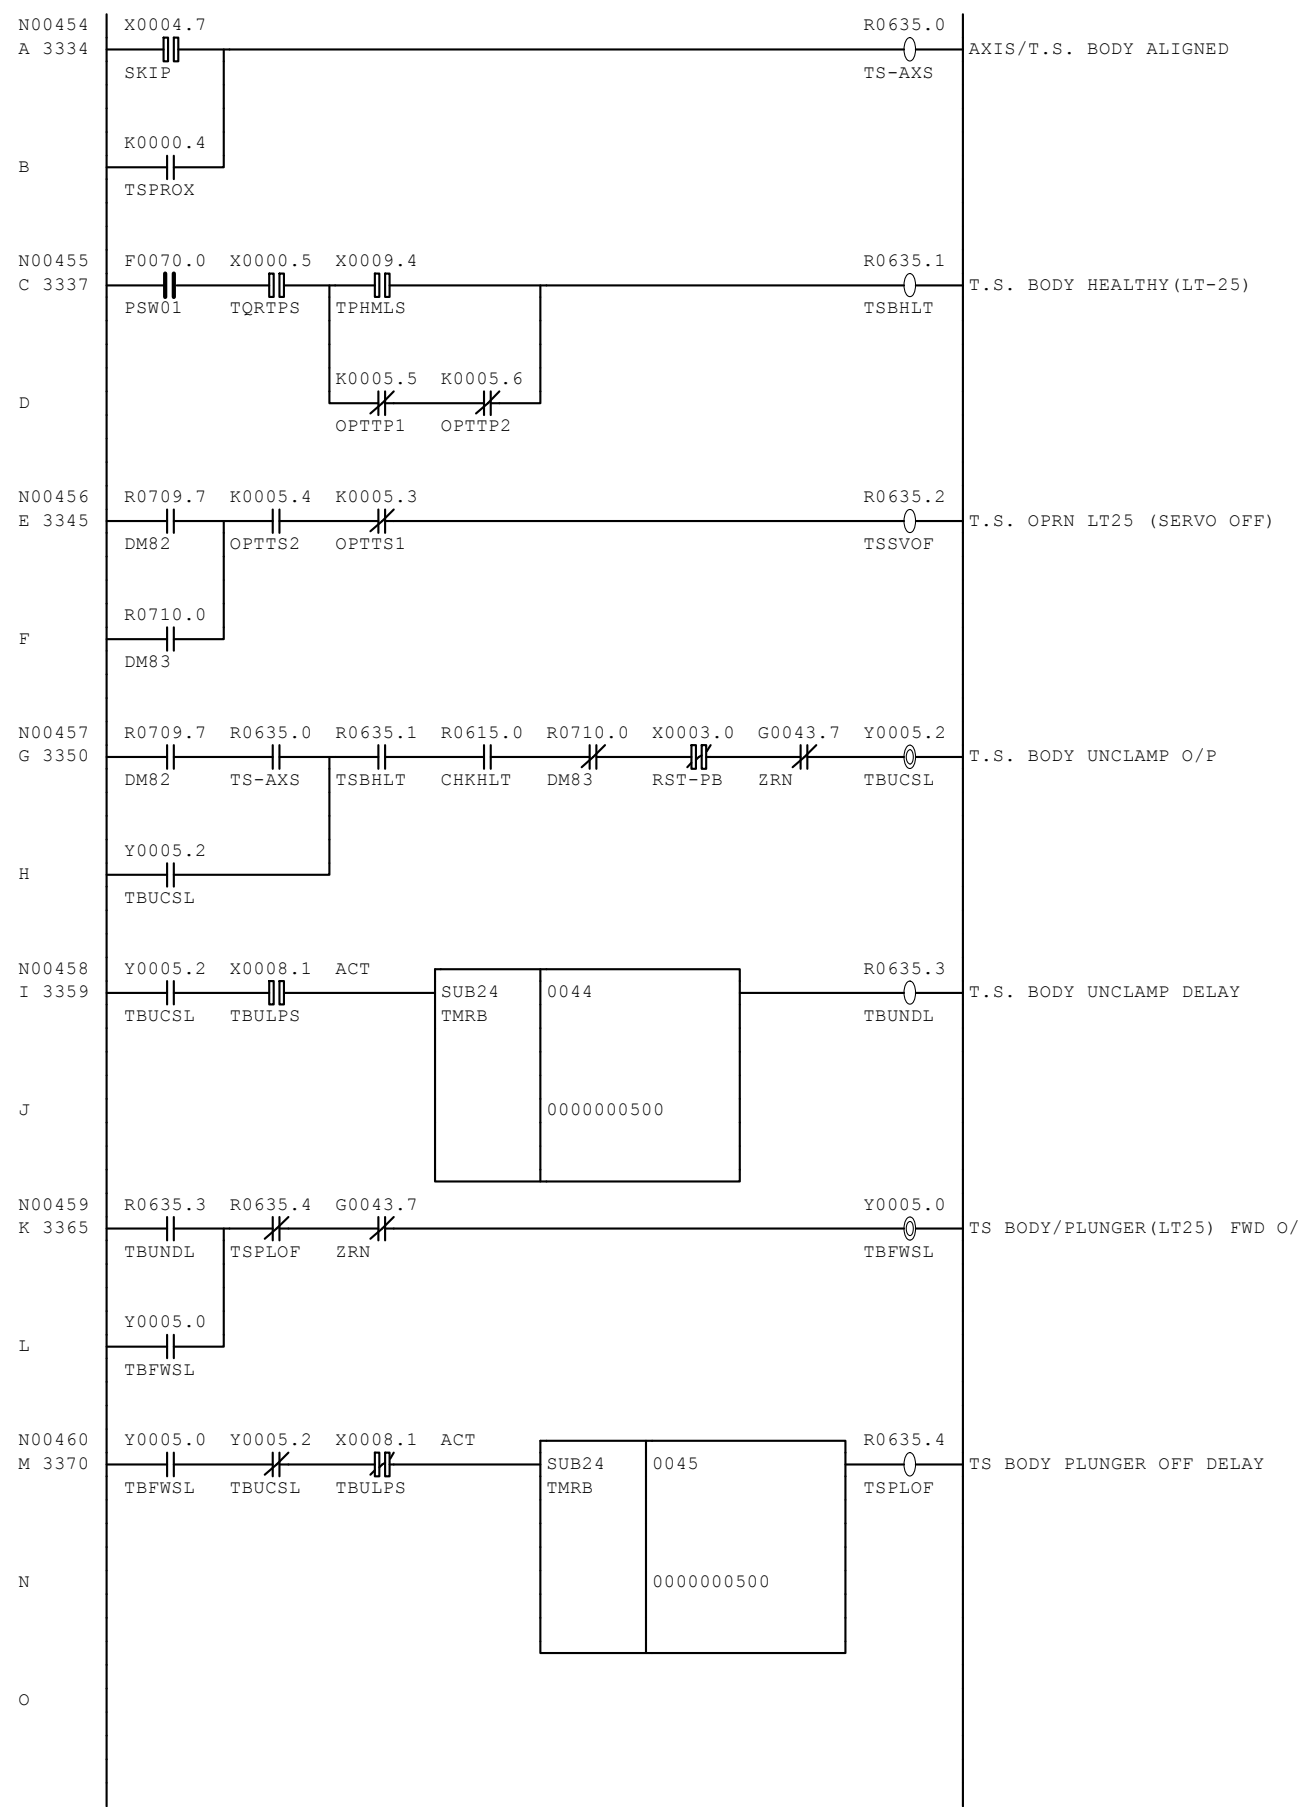 N00454 X0004.7 R0635.0
A 3334 AXIS/T.S. BODY ALIGNED
SKIP TS-AXS
K0000.4
B
TSPROX
N00455 F0070.0 X0000.5 X0009.4 R0635.1
C 3337 T.S. BODY HEALTHY(LT-25)
PSW01 TQRTPS TPHMLS TSBHLT
K0005.5 K0005.6
D
OPTTP1 OPTTP2
N00456 R0709.7 K0005.4 K0005.3 R0635.2
E 3345 T.S. OPRN LT25 (SERVO OFF)
DM82 OPTTS2 OPTTS1 TSSVOF
R0710.0
F
DM83
N00457 R0709.7 R0635.0 R0635.1 R0615.0 R0710.0 X0003.0 G0043.7 Y0005.2
G 3350 T.S. BODY UNCLAMP O/P
DM82 TS-AXS TSBHLT CHKHLT DM83 RST-PB ZRN TBUCSL
Y0005.2
H
TBUCSL
N00458 Y0005.2 X0008.1 ACT R0635.3
I 3359 SUB24 0044 T.S. BODY UNCLAMP DELAY
TBUCSL TBULPS TMRB TBUNDL
J 0000000500
N00459 R0635.3 R0635.4 G0043.7 Y0005.0
K 3365 TS BODY/PLUNGER(LT25) FWD O/
TBUNDL TSPLOF ZRN TBFWSL
Y0005.0
L
TBFWSL
N00460 Y0005.0 Y0005.2 X0008.1 ACT R0635.4
M 3370 SUB24 0045 TS BODY PLUNGER OFF DELAY
TBFWSL TBUCSL TBULPS TMRB TSPLOF
N 0000000500
O